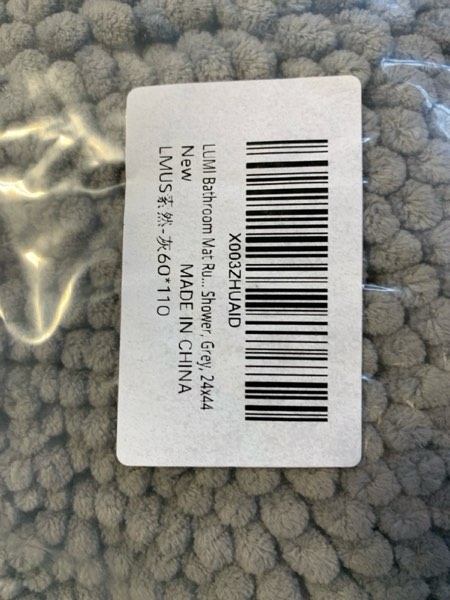 X003ZHUAID
LUMI Bathroom Mat Ru... Shower, Grey, 24x44
New MADE IN CHINA
LMUS素然-灰60*110